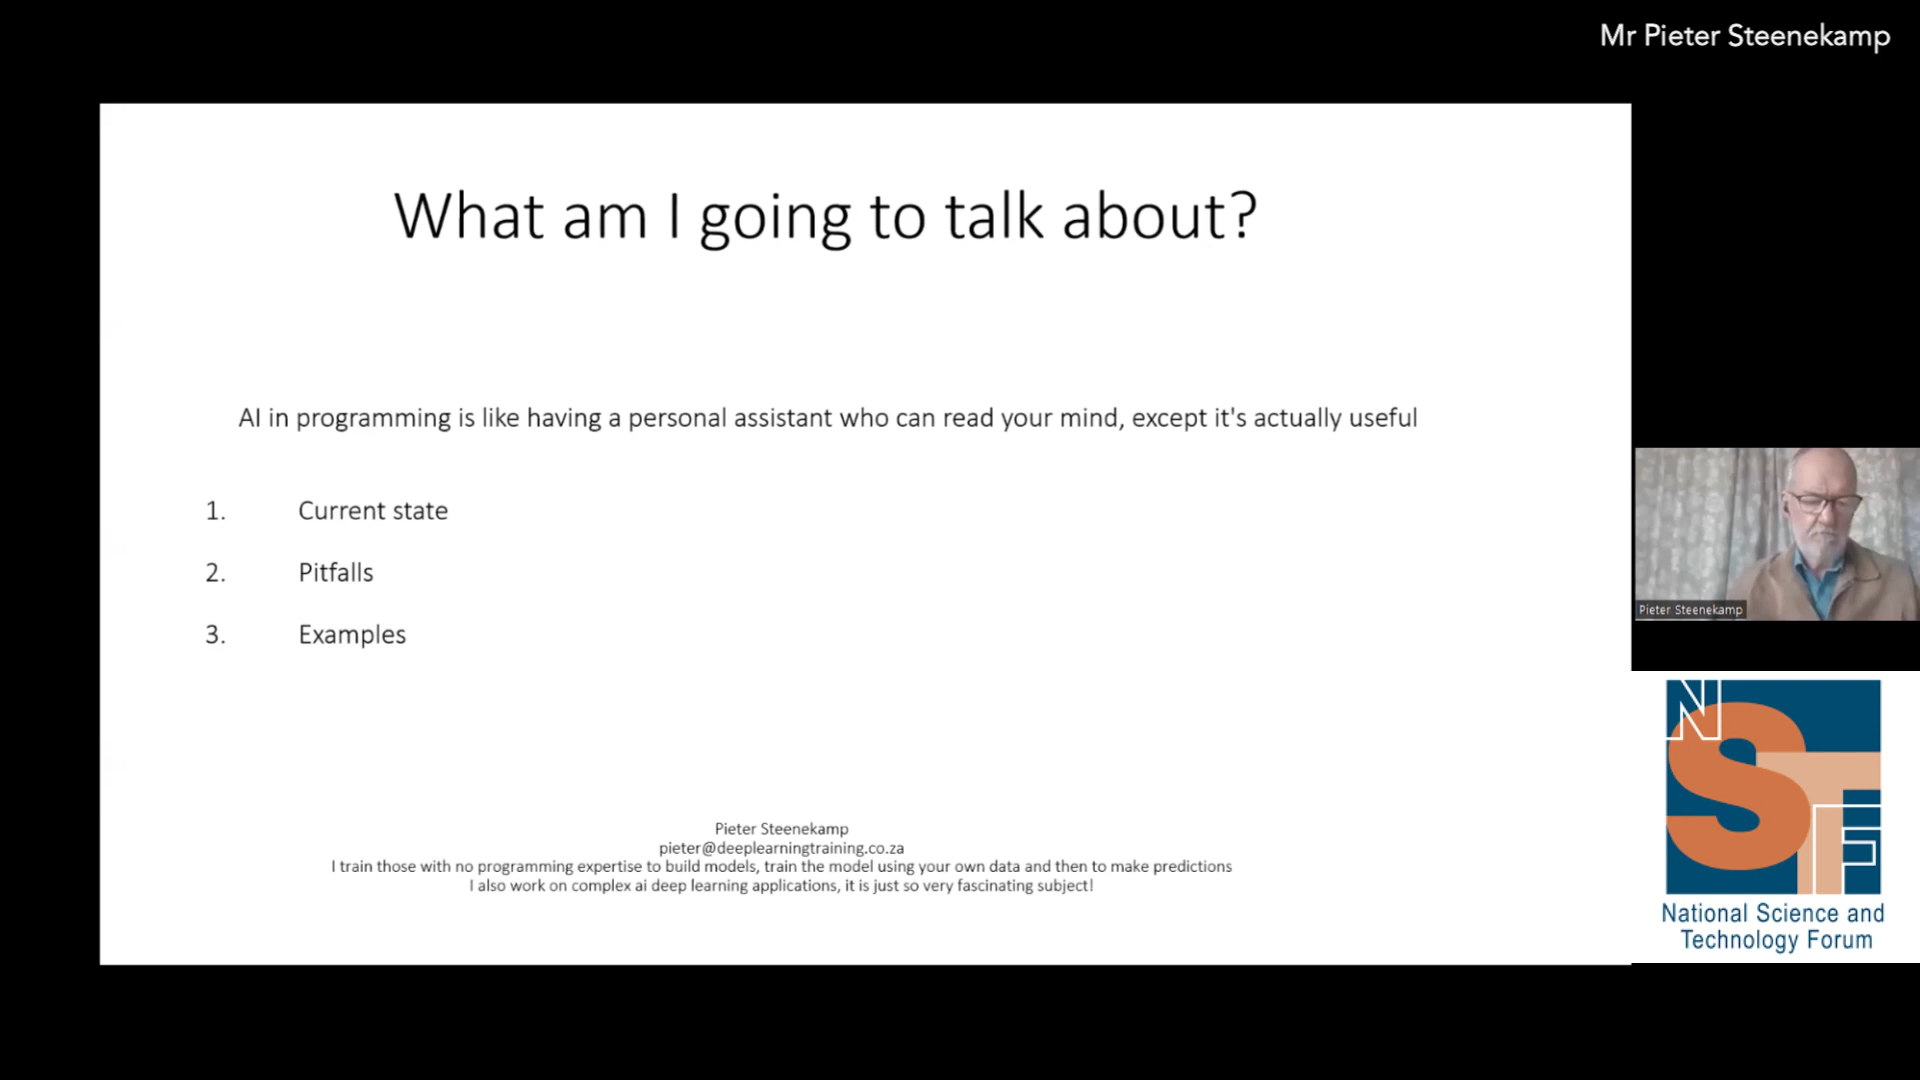 Mr Pieter Steenekamp
What am I going to talk about?
AI in programming is like having a personal assistant who can read your mind, except it's actually useful
1. Current state
2. Pitfalls
3. Examples
Pieter Steenekamp
pieter@deeplearningtraining.co.za
I train those with no programming expertise to build models, train the model using your own data and then to make predictions
I also work on complex ai deep learning applications, it is just so very fascinating subject!
Pieter Steenekamp
NSTF
National Science and
Technology Forum